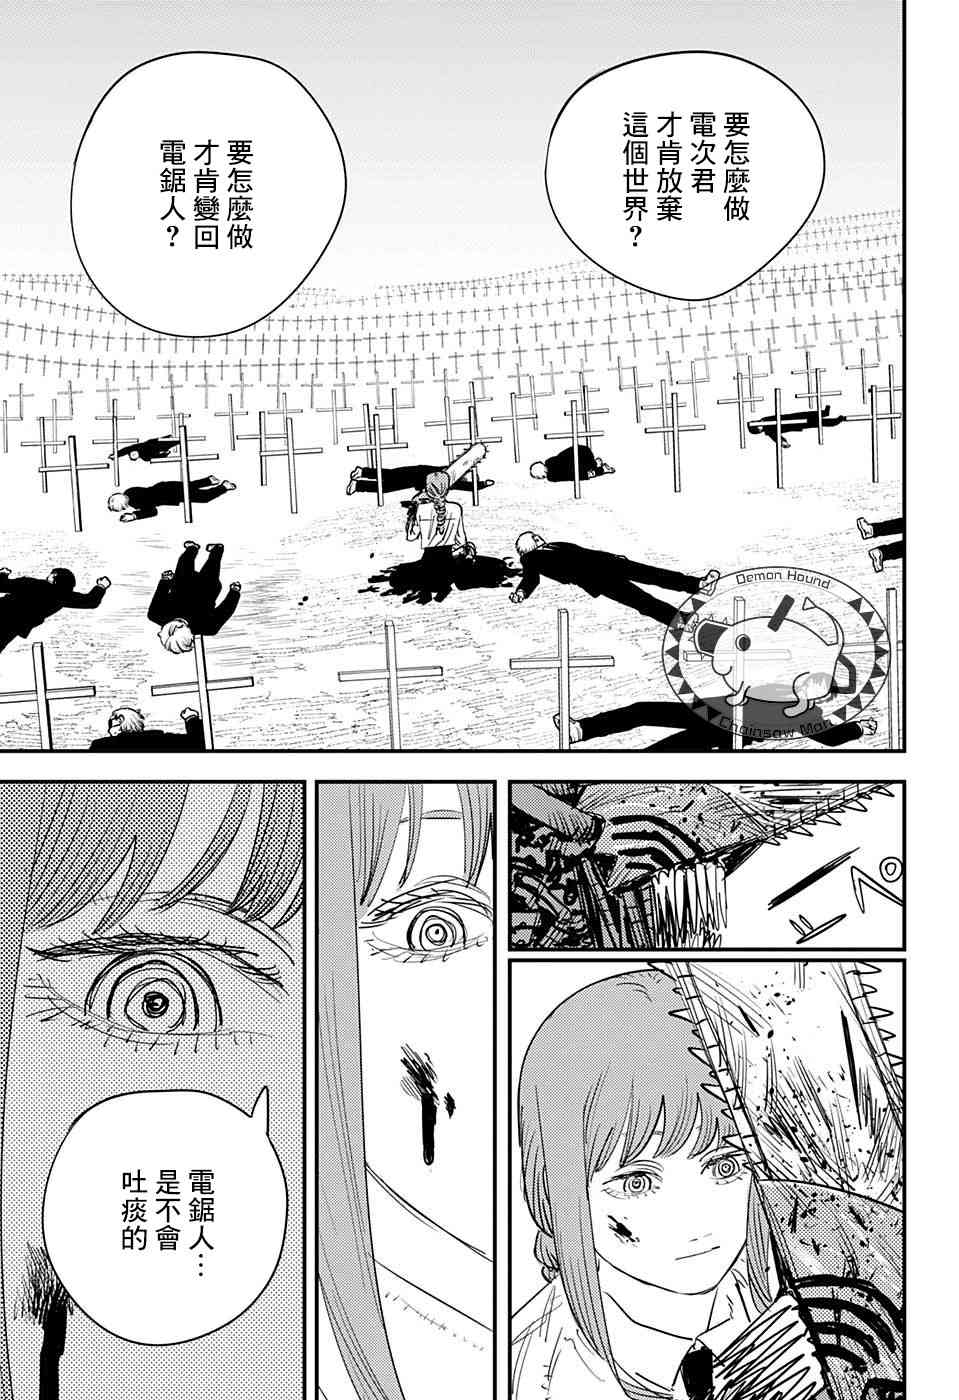 要怎麼做
電次君
才肯放棄
這個世界?
要怎麼做
才肯變回
電鋸人?
Demon Hound
Chainsaw Man
電鋸人…
是不會
吐痰的